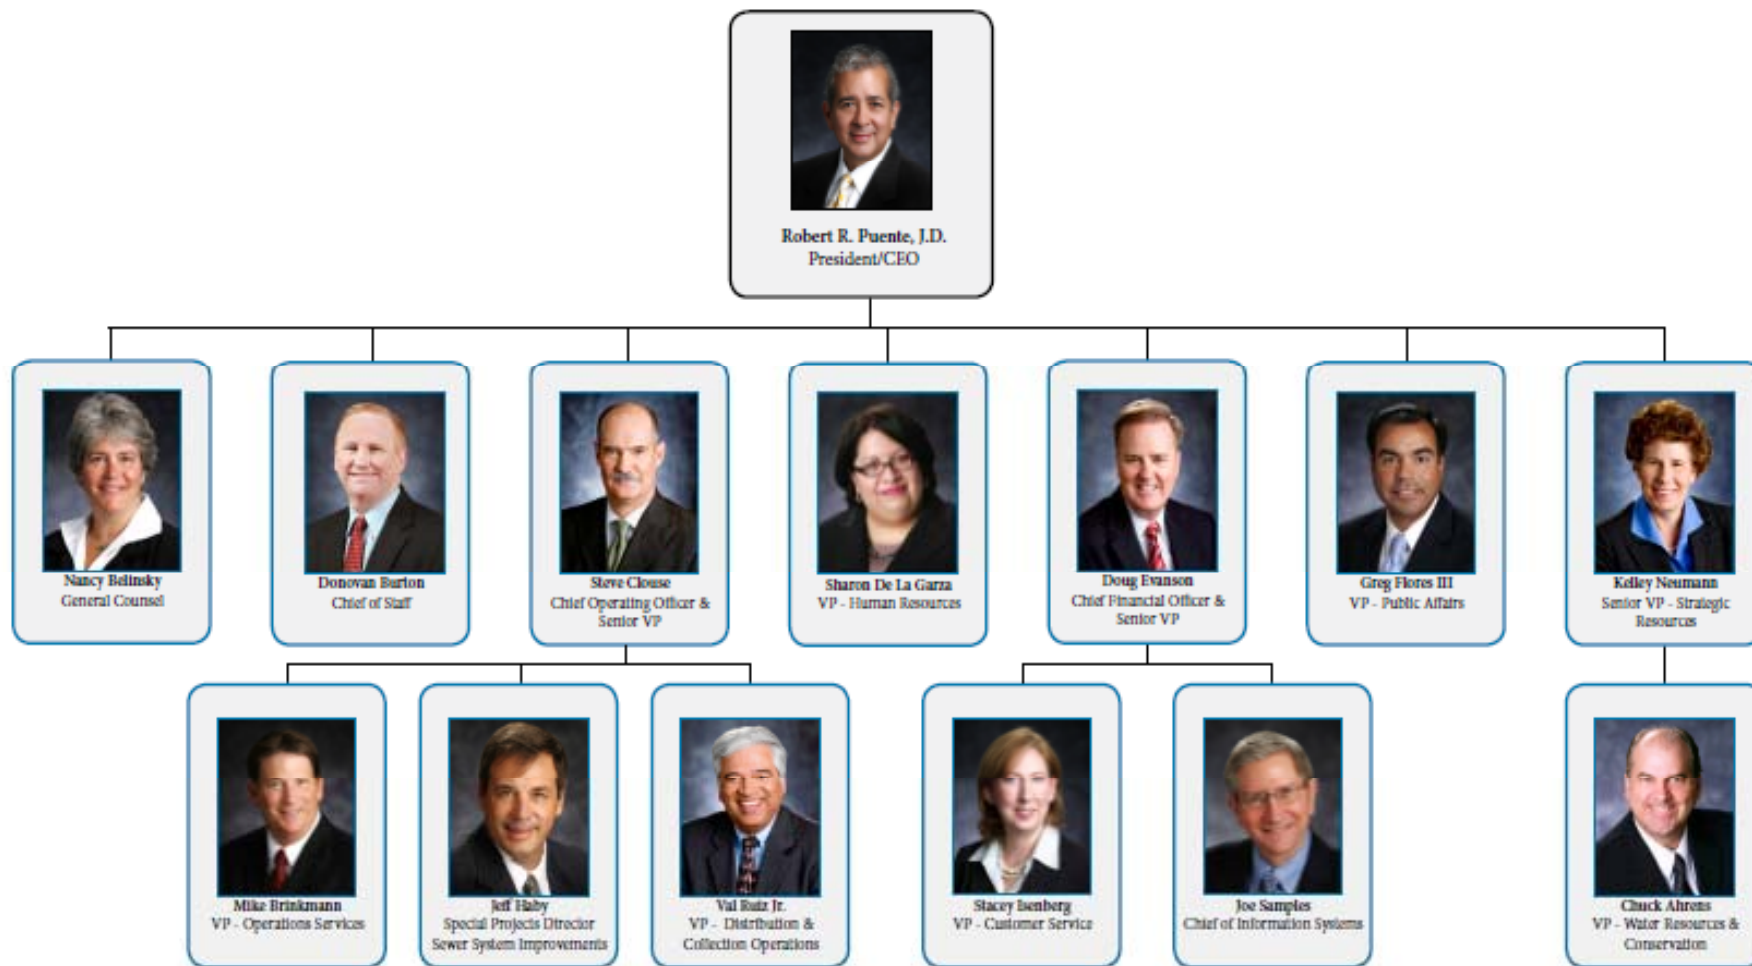 Robert R. Puente, J.D.
President/CEO
Nancy Belinsky
General Counsel
Donovan Burton
Chief of Staff
Steve Clouse
Chief Operating Officer &
Senior VP
Sharon De La Garza
VP - Human Resources
Doug Evanson
Chief Financial Officer &
Senior VP
Greg Flores III
VP - Public Affairs
Kelley Neumann
Senior VP - Strategic
Resources
Mike Brinkmann
VP - Operations Services
Jeff Haby
Special Projects Director
Sewer System Improvements
Val Ruiz Jr.
VP - Distribution &
Collection Operations
Stacey Isenberg
VP - Customer Service
Joe Samples
Chief of Information Systems
Chuck Ahrens
VP - Water Resources &
Conservation